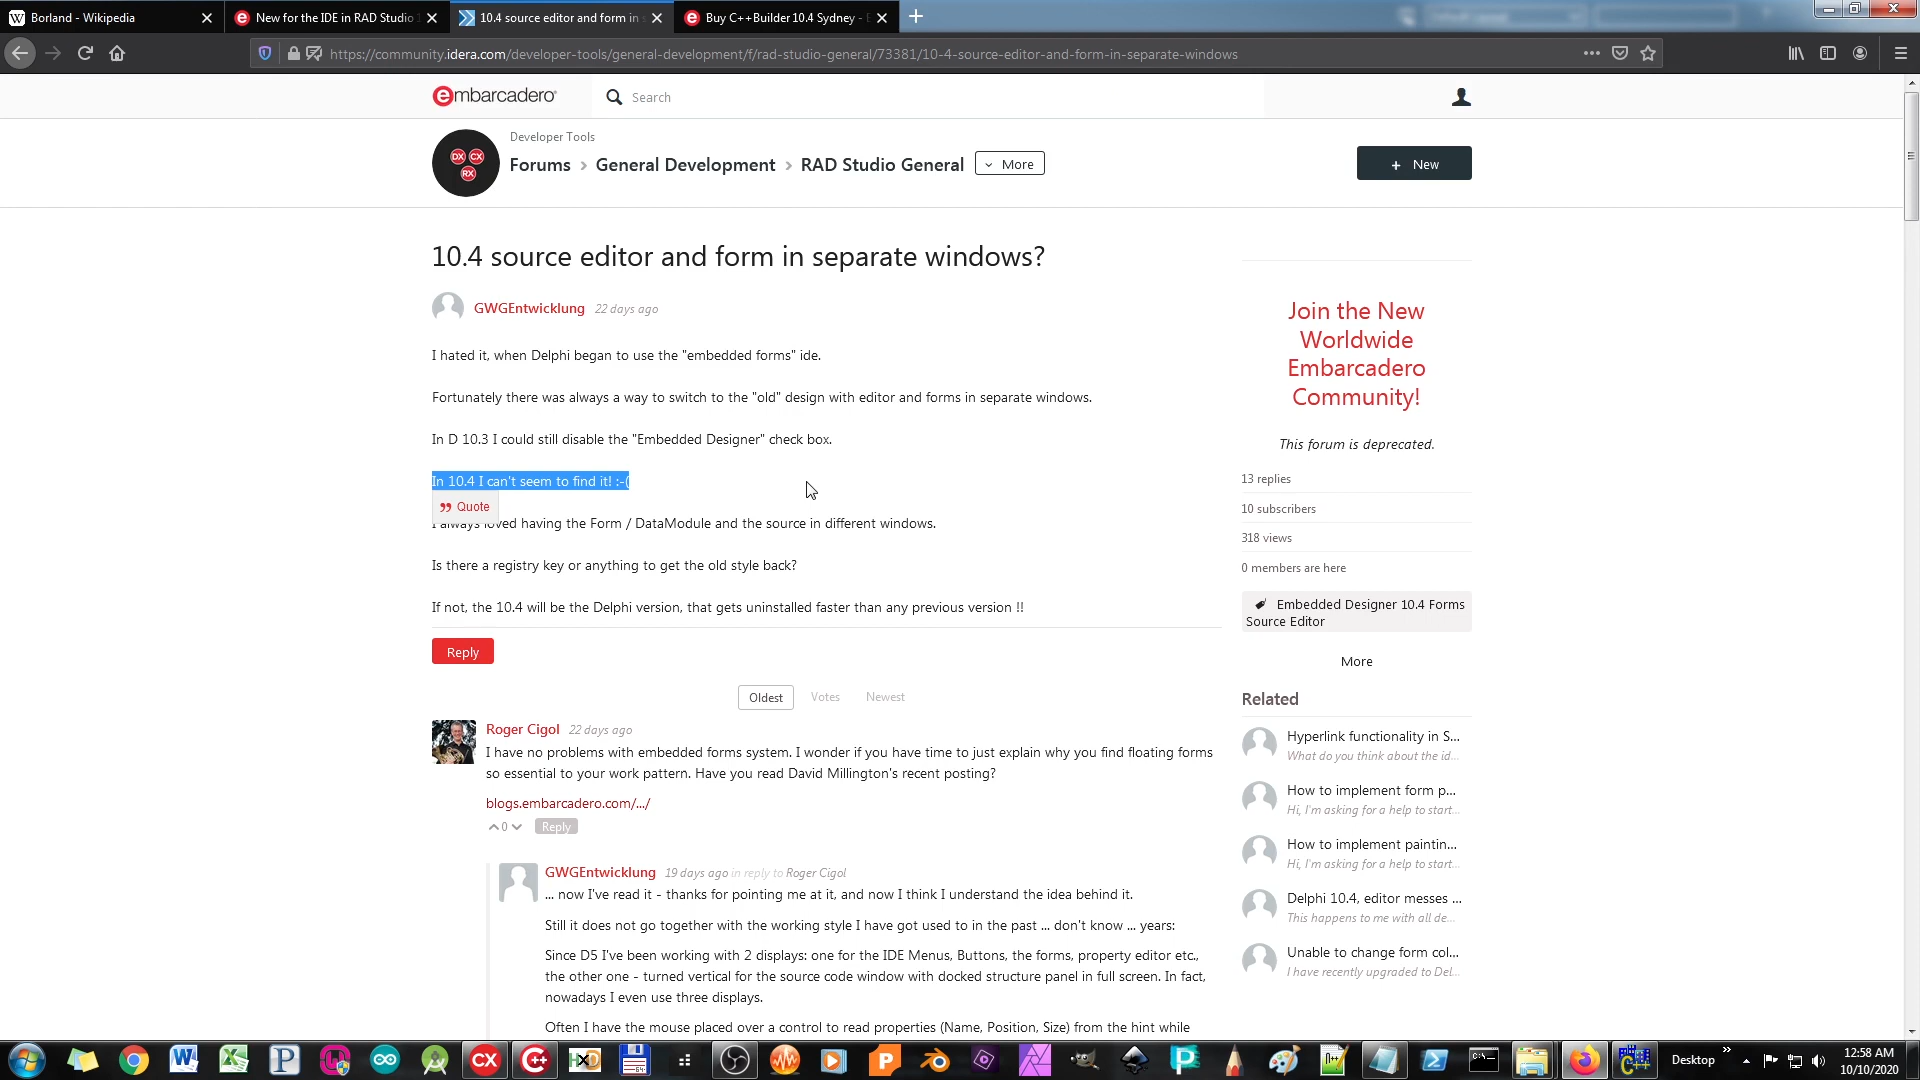 Borland - Wikipedia
New for the IDE in RAD Studio 1
10.4 source editor and form in s
Buy C++Builder 10.4 Sydney - E
https://community.idera.com/developer-tools/general-development/f/rad-studio-general/73381/10-4-source-editor-and-form-in-separate-windows
embarcadero
Search
Developer Tools
Forums > General Development > RAD Studio General
More
+ New
DX CX
RX
10.4 source editor and form in separate windows?
GWGEntwicklung 22 days ago
I hated it, when Delphi began to use the "embedded forms" ide.
Fortunately there was always a way to switch to the "old" design with editor and forms in separate windows.
In D 10.3 I could still disable the "Embedded Designer" check box.
In 10.4 I can't seem to find it! :-(
Quote
I always loved having the Form / DataModule and the source in different windows.
Is there a registry key or anything to get the old style back?
If not, the 10.4 will be the Delphi version, that gets uninstalled faster than any previous version !!
Reply
Oldest Votes Newest
Roger Cigol 22 days ago
I have no problems with embedded forms system. I wonder if you have time to just explain why you find floating forms
so essential to your work pattern. Have you read David Millington's recent posting?
blogs.embarcadero.com/.../
0 Reply
GWGEntwicklung 19 days ago in reply to Roger Cigol
... now I've read it - thanks for pointing me at it, and now I think I understand the idea behind it.
Still it does not go together with the working style I have got used to in the past ... don't know ... years:
Since D5 I've been working with 2 displays: one for the IDE Menus, Buttons, the forms, property editor etc.,
the other one - turned vertical for the source code window with docked structure panel in full screen. In fact,
nowadays I even use three displays.
Often I have the mouse placed over a control to read properties (Name, Position, Size) from the hint while
Join the New
Worldwide
Embarcadero
Community!
This forum is deprecated.
13 replies
10 subscribers
318 views
0 members are here
Embedded Designer 10.4 Forms
Source Editor
More
Related
Hyperlink functionality in S...
What do you think about the id...
How to implement form p...
Hi, I'm asking for a help to start...
How to implement paintin...
Hi, I'm asking for a help to start...
Delphi 10.4, editor messes ...
This happens to me with all de...
Unable to change form col...
I have recently upgraded to Del...
Desktop
12:58 AM
10/10/2020